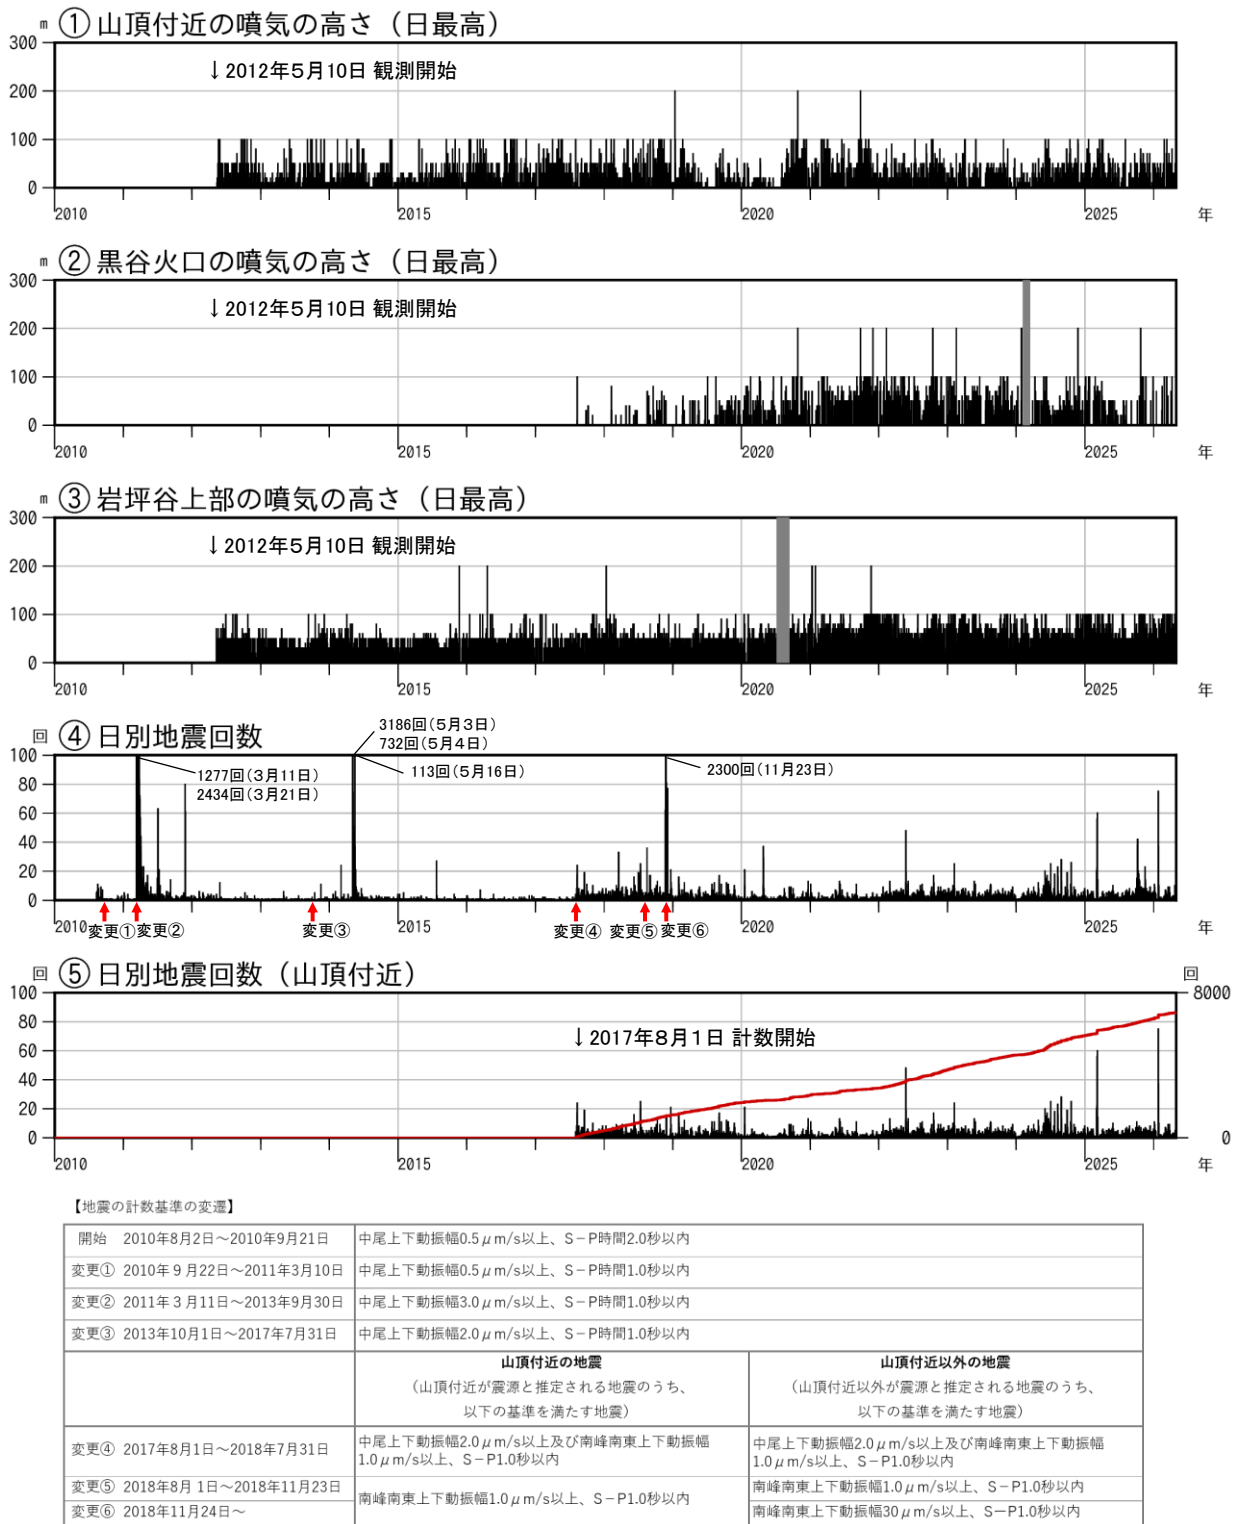 m ① 山頂付近の噴気の高さ（日最高）
300
↓2012年5月10日 観測開始
200
100
0
2010 2015 2020 2025 年
m ② 黒谷火口の噴気の高さ（日最高）
300
↓2012年5月10日 観測開始
200
100
0
2010 2015 2020 2025 年
m ③ 岩坪谷上部の噴気の高さ（日最高）
300
↓2012年5月10日 観測開始
200
100
0
2010 2015 2020 2025 年
3186回（5月3日）
回 ④ 日別地震回数
732回（5月4日）
100
1277回（3月11日） 113回（5月16日） 2300回（11月23日）
80
2434回（3月21日）
60
40
20
0
2010 2015 2020 2025 年
変更① 変更② 変更③ 変更④ 変更⑤ 変更⑥
回 ⑤ 日別地震回数（山頂付近） 回
100 8000
80
↓2017年8月1日 計数開始
60
40
20
0 0
2010 2015 2020 2025 年
【地震の計数基準の変遷】
開始 2010年8月2日～2010年9月21日 中尾上下動振幅0.5μm/s以上、S－P時間2.0秒以内
変更① 2010年９月22日～2011年3月10日 中尾上下動振幅0.5μm/s以上、S－P時間1.0秒以内
変更② 2011年３月11日～2013年9月30日 中尾上下動振幅3.0μm/s以上、S－P時間1.0秒以内
変更③ 2013年10月1日～2017年7月31日 中尾上下動振幅2.0μm/s以上、S－P時間1.0秒以内
山頂付近の地震 山頂付近以外の地震
（山頂付近が震源と推定される地震のうち、 （山頂付近以外が震源と推定される地震のうち、
以下の基準を満たす地震） 以下の基準を満たす地震）
変更④ 2017年8月1日～2018年7月31日 中尾上下動振幅2.0μm/s以上及び南峰南東上下動振幅 中尾上下動振幅2.0μm/s以上及び南峰南東上下動振幅
1.0μm/s以上、S－P1.0秒以内 1.0μm/s以上、S－P1.0秒以内
変更⑤ 2018年8月 1日～2018年11月23日 南峰南東上下動振幅1.0μm/s以上、S－P1.0秒以内
南峰南東上下動振幅1.0μm/s以上、S－P1.0秒以内
変更⑥ 2018年11月24日～ 南峰南東上下動振幅30μm/s以上、S－P1.0秒以内